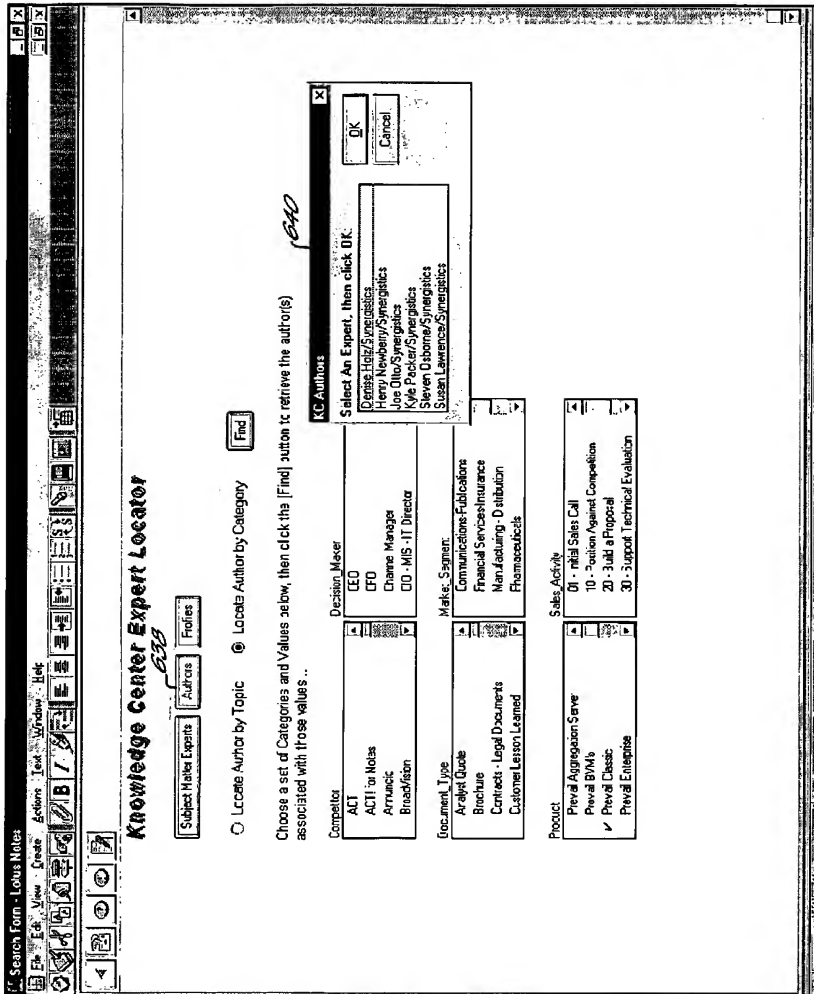 Search Form - Lotus Notes
File Edit View Create Actions Text Window Help
Knowledge Center Expert Locator
638
Subject Matter Experts Authors Profiles
Locate Author by Topic Locate Author by Category Find
Choose a set of Categories and Values below, then click the [Find] button to retrieve the author(s)
associated with those values...
640
Competitor
ACT
ACT! for Notes
Annuncio
BroadVision
Decision_Maker
CEO
CFO
Channel Manager
CIO - MIS - IT Director
KC Authors
Select An Expert, then click OK:
Denise Holz/Synergistics
Henry Newberry/Synergistics
Joe Otto/Synergistics
Kyle Packer/Synergistics
Steven Osborne/Synergistics
Susan Lawrence/Synergistics
OK
Cancel
Document_Type
Analyst Quote
Brochure
Contracts - Legal Documents
Customer Lesson Learned
Market_Segment
Communications-Publications
Financial Services-Insurance
Manufacturing - Distribution
Pharmaceuticals
Product
Preval Aggregation Server
Preval BVMfb
Preval Classic
Preval Enterprise
Sales_Activity
01 - Initial Sales Call
10 - Position Against Competition
20 - Build a Proposal
30 - Support Technical Evaluation